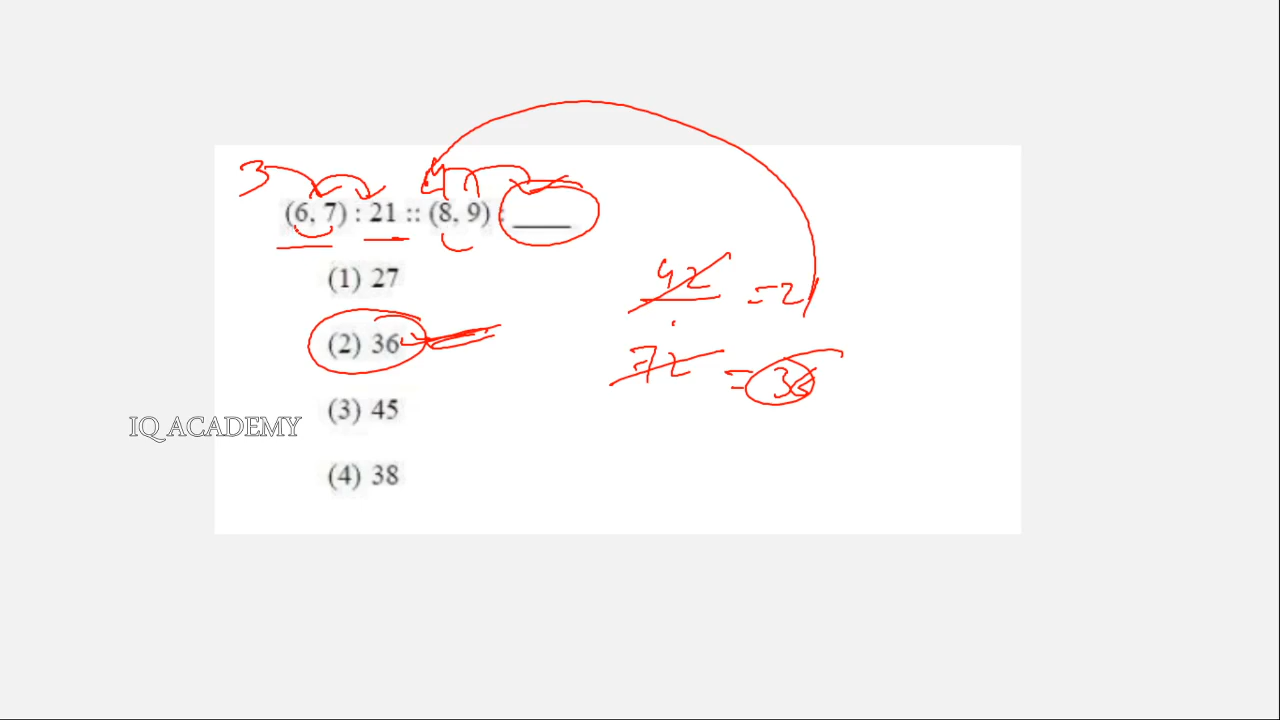 3 4
(6, 7) : 21 :: (8, 9) : ____
(1) 27
42 = 21
(2) 36
72 = 36
(3) 45
IQ ACADEMY
(4) 38